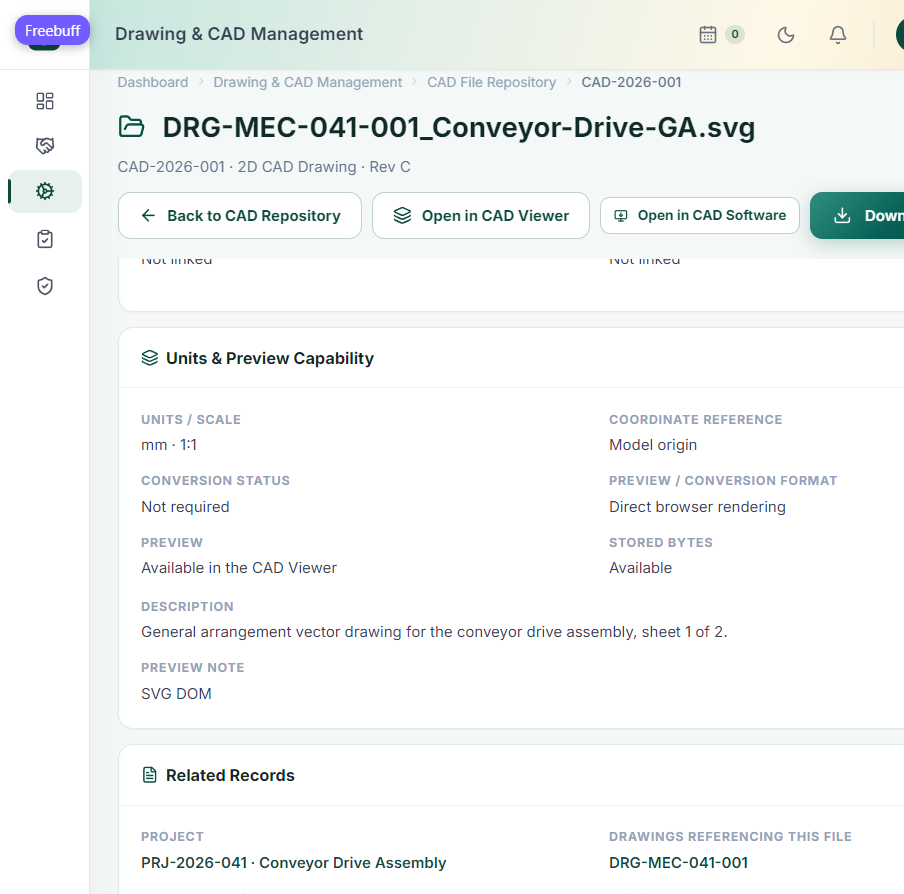 Freebuff
Drawing & CAD Management
0
Dashboard > Drawing & CAD Management > CAD File Repository > CAD-2026-001
DRG-MEC-041-001_Conveyor-Drive-GA.svg
CAD-2026-001 · 2D CAD Drawing · Rev C
Back to CAD Repository
Open in CAD Viewer
Open in CAD Software
Down
Not linked
Not linked
Units & Preview Capability
UNITS / SCALE
COORDINATE REFERENCE
mm · 1:1
Model origin
CONVERSION STATUS
PREVIEW / CONVERSION FORMAT
Not required
Direct browser rendering
PREVIEW
STORED BYTES
Available in the CAD Viewer
Available
DESCRIPTION
General arrangement vector drawing for the conveyor drive assembly, sheet 1 of 2.
PREVIEW NOTE
SVG DOM
Related Records
PROJECT
DRAWINGS REFERENCING THIS FILE
PRJ-2026-041 · Conveyor Drive Assembly
DRG-MEC-041-001